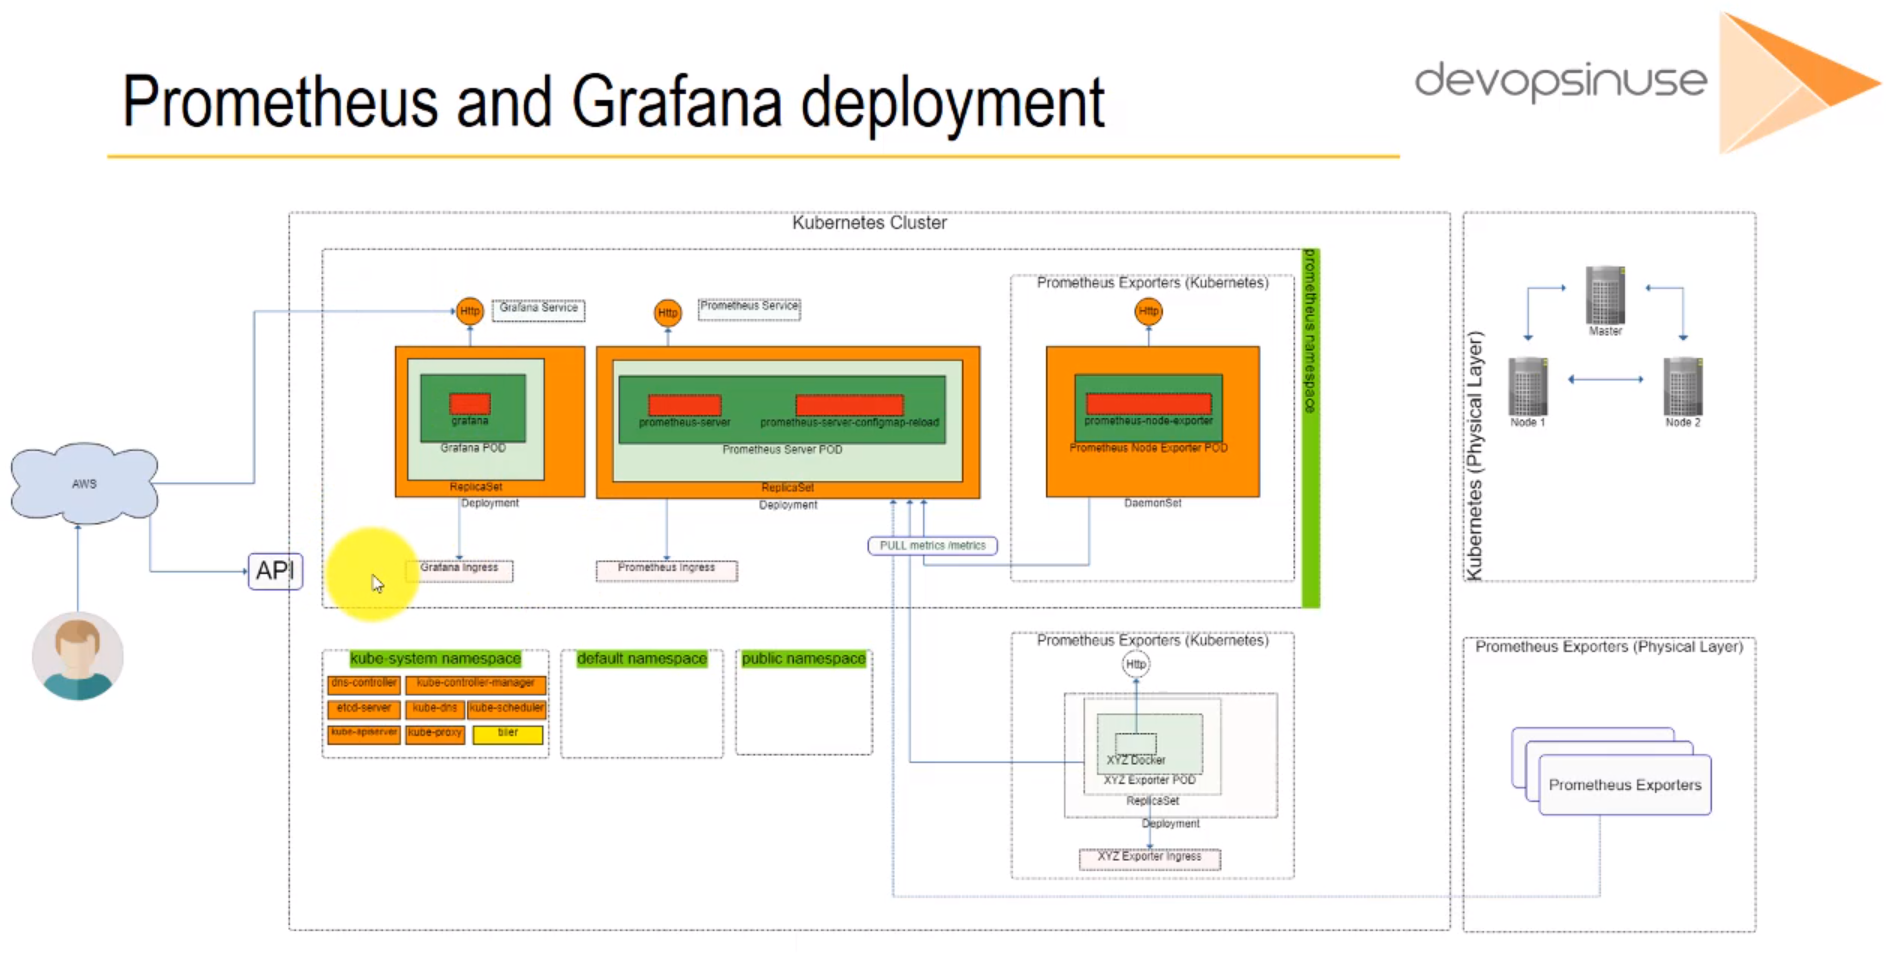 Prometheus and Grafana deployment
devopsinuse
Kubernetes Cluster
prometheus namespace
Http
Grafana Service
grafana
Grafana POD
ReplicaSet
Deployment
Grafana Ingress
Http
Prometheus Service
prometheus-server
prometheus-server-configmap-reload
Prometheus Server POD
ReplicaSet
Deployment
Prometheus Ingress
PULL metrics /metrics
Prometheus Exporters (Kubernetes)
Http
prometheus-node-exporter
Prometheus Node Exporter POD
DaemonSet
Kubernetes (Physical Layer)
Master
Node 1
Node 2
AWS
API
kube-system namespace
dns-controller
kube-controller-manager
etcd-server
kube-dns
kube-scheduler
kube-apiserver
kube-proxy
tiler
default namespace
public namespace
Prometheus Exporters (Kubernetes)
Http
XYZ Docker
XYZ Exporter POD
ReplicaSet
Deployment
XYZ Exporter Ingress
Prometheus Exporters (Physical Layer)
Prometheus Exporters